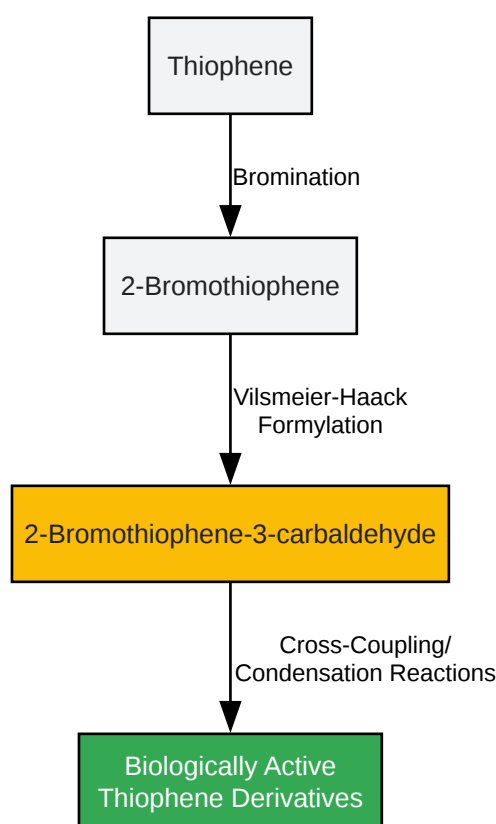 Thiophene
Bromination
2-Bromothiophene
Vilsmeier-Haack
Formylation
2-Bromothiophene-3-carbaldehyde
Cross-Coupling/
Condensation Reactions
Biologically Active
Thiophene Derivatives